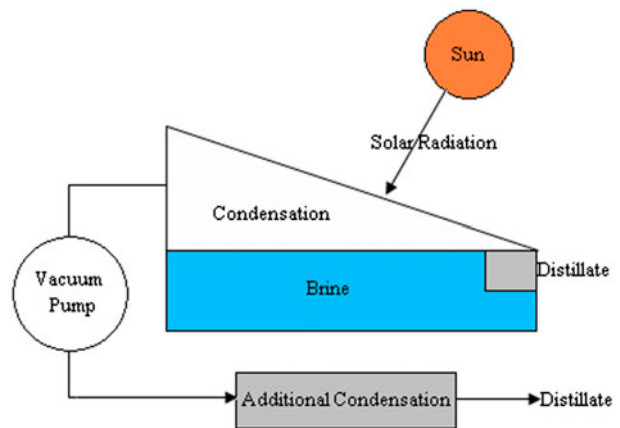 Sun
Solar Radiation
Condensation
Vacuum
Pump
Brine
Distillate
Additional Condensation
Distillate